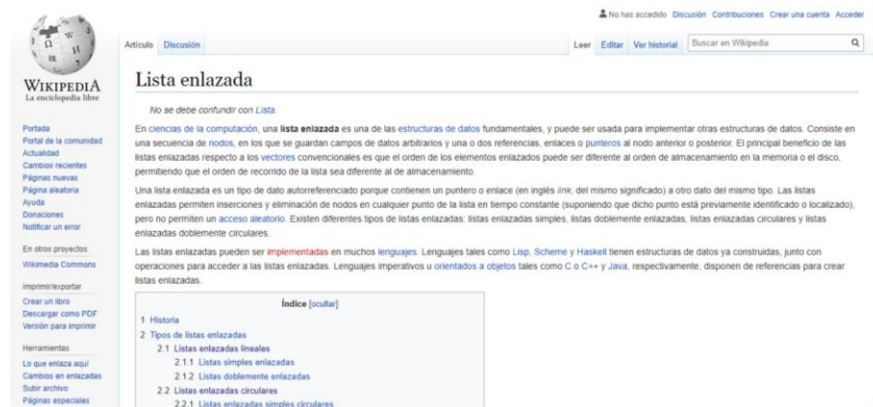 No has accedido Discusión Contribuciones Crear una cuenta Acceder
Artículo Discusión Leer Editar Ver historial Buscar en Wikipedia
WIKIPEDIA
La enciclopedia libre
Portada
Portal de la comunidad
Actualidad
Cambios recientes
Páginas nuevas
Página aleatoria
Ayuda
Donaciones
Notificar un error
En otros proyectos
Wikimedia Commons
Imprimir/exportar
Crear un libro
Descargar como PDF
Versión para imprimir
Herramientas
Lo que enlaza aquí
Cambios en enlazadas
Subir archivo
Páginas especiales
Lista enlazada
No se debe confundir con Lista.
En ciencias de la computación, una lista enlazada es una de las estructuras de datos fundamentales, y puede ser usada para implementar otras estructuras de datos. Consiste en
una secuencia de nodos, en los que se guardan campos de datos arbitrarios y una o dos referencias, enlaces o punteros al nodo anterior o posterior. El principal beneficio de las
listas enlazadas respecto a los vectores convencionales es que el orden de los elementos enlazados puede ser diferente al orden de almacenamiento en la memoria o el disco,
permitiendo que el orden de recorrido de la lista sea diferente al de almacenamiento.
Una lista enlazada es un tipo de dato autorreferenciado porque contienen un puntero o enlace (en inglés link, del mismo significado) a otro dato del mismo tipo. Las listas
enlazadas permiten inserciones y eliminación de nodos en cualquier punto de la lista en tiempo constante (suponiendo que dicho punto está previamente identificado o localizado),
pero no permiten un acceso aleatorio. Existen diferentes tipos de listas enlazadas: listas enlazadas simples, listas doblemente enlazadas, listas enlazadas circulares y listas
enlazadas doblemente circulares.
Las listas enlazadas pueden ser implementadas en muchos lenguajes. Lenguajes tales como Lisp, Scheme y Haskell tienen estructuras de datos ya construidas, junto con
operaciones para acceder a las listas enlazadas. Lenguajes imperativos u orientados a objetos tales como C o C++ y Java, respectivamente, disponen de referencias para crear
listas enlazadas.
Índice [ocultar]
1 Historia
2 Tipos de listas enlazadas
2.1 Listas enlazadas lineales
2.1.1 Listas simples enlazadas
2.1.2 Listas doblemente enlazadas
2.2 Listas enlazadas circulares
2.2.1 Listas enlazadas simples circulares